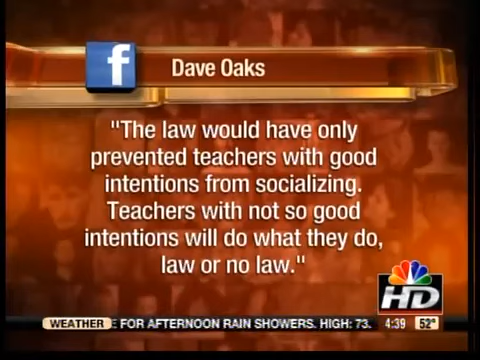 f
Dave Oaks
"The law would have only
prevented teachers with good
intentions from socializing.
Teachers with not so good
intentions will do what they do,
law or no law."
HD
WEATHER E FOR AFTERNOON RAIN SHOWERS. HIGH: 73. 4:39 52°